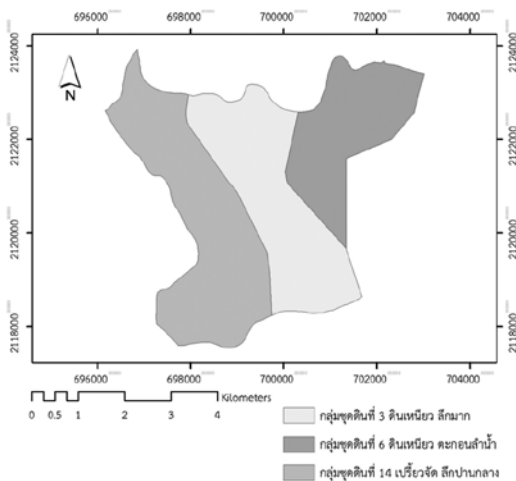 696000 698000 700000 702000 704000
2124000 2124000
N
2122000 2122000
2120000 2120000
2118000 2118000
696000 698000 700000 702000 704000
Kilometers
0 0.5 1 2 3 4
กลุ่มชุดดินที่ 3 ดินเหนียว ลึกมาก
กลุ่มชุดดินที่ 6 ดินเหนียว ตะกอนลำน้ำ
กลุ่มชุดดินที่ 14 เปรี้ยวจัด ลึกปานกลาง